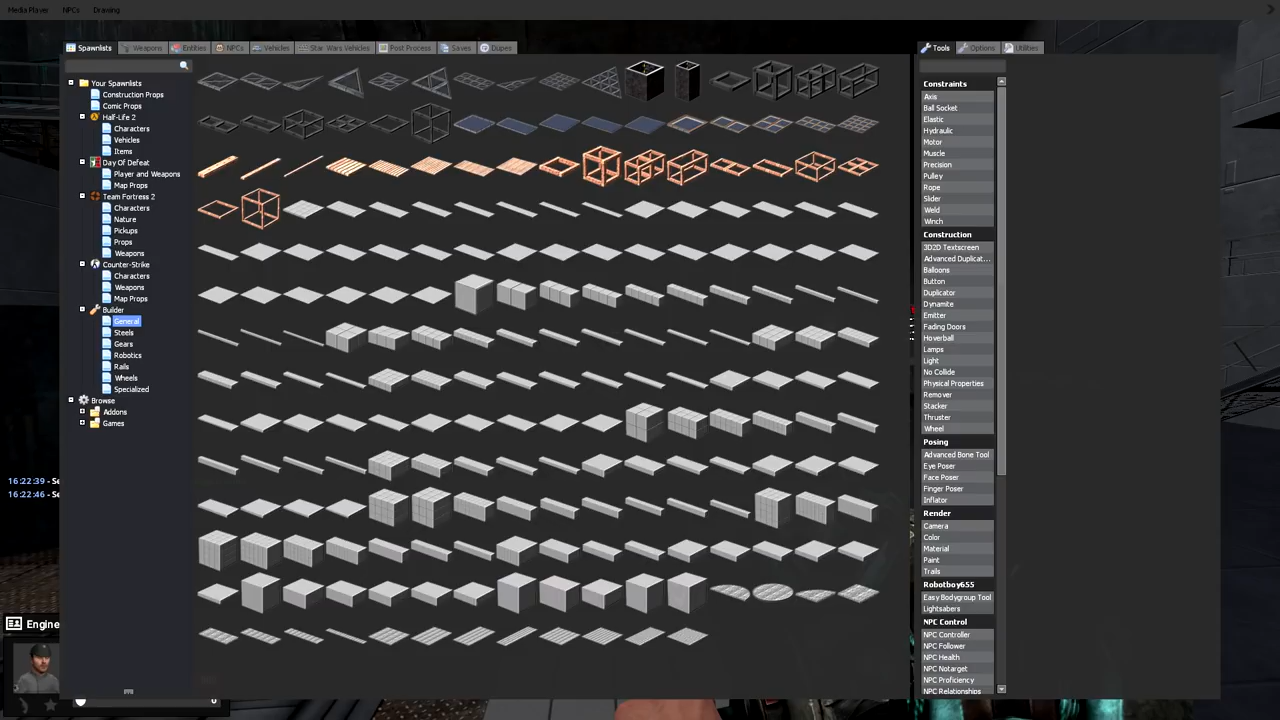 Media Player NPCs Drawing
Spawnlists Weapons Entities NPCs Vehicles Star Wars Vehicles Post Process Saves Dupes
Tools Options Utilities
Your Spawnlists
Construction Props
Comic Props
Half-Life 2
Characters
Vehicles
Items
Day Of Defeat
Player and Weapons
Map Props
Team Fortress 2
Characters
Nature
Pickups
Props
Weapons
Counter-Strike
Characters
Weapons
Map Props
Builder
General
Steels
Gears
Robotics
Rails
Wheels
Specialized
Browse
Addons
Games
16:22:39 - Se
16:22:46 - Se
Engine
Constraints
Axis
Ball Socket
Elastic
Hydraulic
Motor
Muscle
Precision
Pulley
Rope
Slider
Weld
Winch
Construction
3D2D Textscreen
Advanced Duplicat...
Balloons
Button
Duplicator
Dynamite
Emitter
Fading Doors
Hoverball
Lamps
Light
No Collide
Physical Properties
Remover
Stacker
Thruster
Wheel
Posing
Advanced Bone Tool
Eye Poser
Face Poser
Finger Poser
Inflator
Render
Camera
Color
Material
Paint
Trails
Robotboy655
Easy Bodygroup Tool
Lightsabers
NPC Control
NPC Controller
NPC Follower
NPC Health
NPC Notarget
NPC Proficiency
NPC Relationships